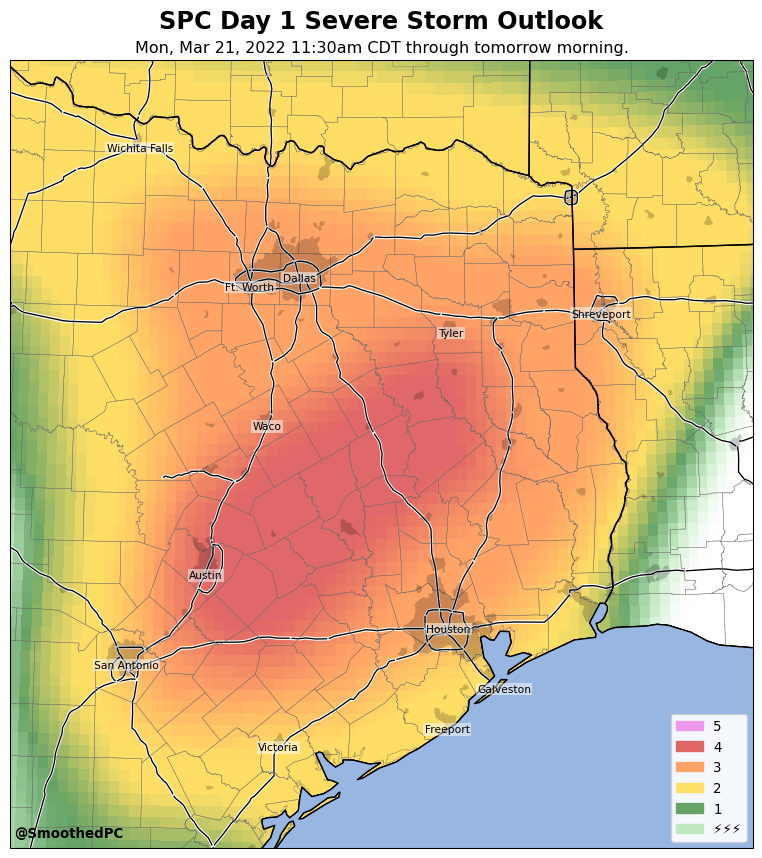 SPC Day 1 Severe Storm Outlook
Mon, Mar 21, 2022 11:30am CDT through tomorrow morning.
Wichita Falls
Dallas
Ft. Worth
Shreveport
Tyler
Waco
Austin
Houston
San Antonio
Galveston
Freeport
Victoria
5
4
3
2
1
⚡⚡⚡
@SmoothedPC